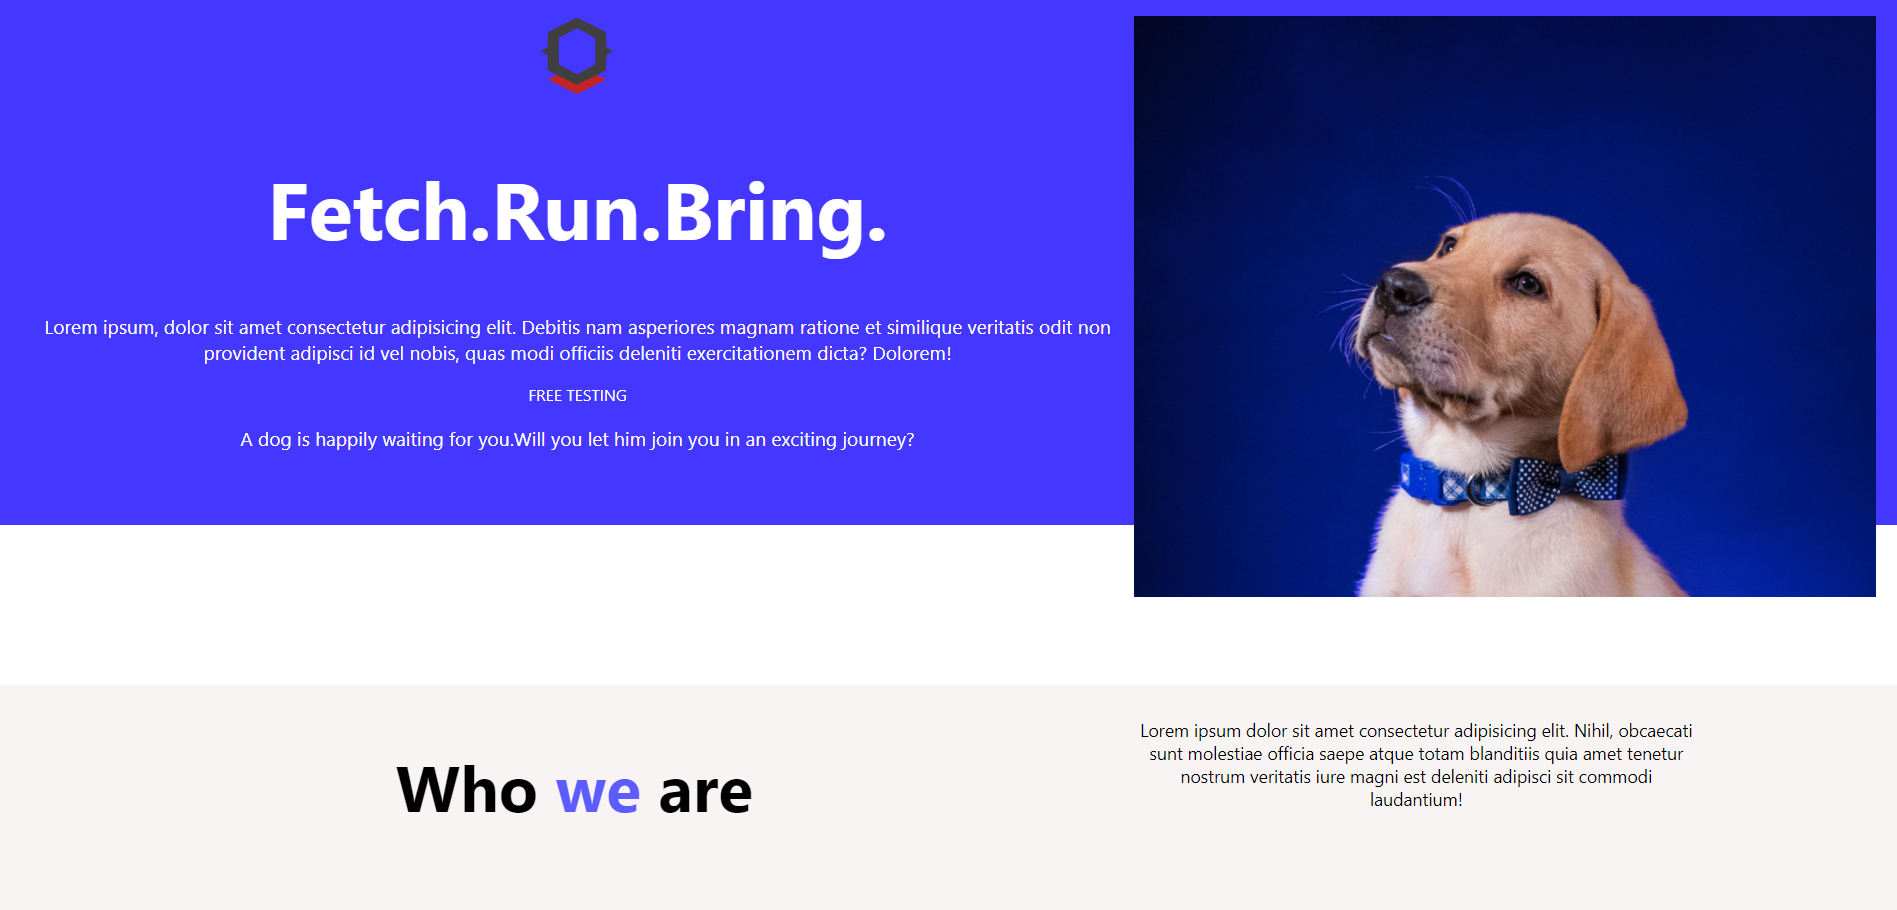 Fetch.Run.Bring.
Lorem ipsum, dolor sit amet consectetur adipisicing elit. Debitis nam asperiores magnam ratione et similique veritatis odit non
provident adipisci id vel nobis, quas modi officiis deleniti exercitationem dicta? Dolorem!
FREE TESTING
A dog is happily waiting for you.Will you let him join you in an exciting journey?
Who we are
Lorem ipsum dolor sit amet consectetur adipisicing elit. Nihil, obcaecati
sunt molestiae officia saepe atque totam blanditiis quia amet tenetur
nostrum veritatis iure magni est deleniti adipisci sit commodi
laudantium!